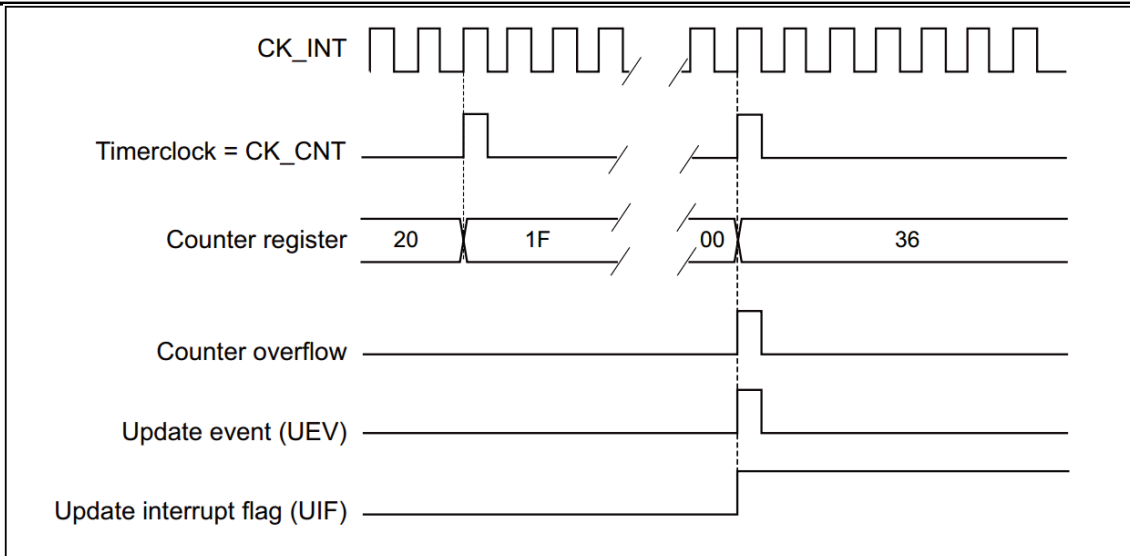 CK_INT
Timerclock = CK_CNT
Counter register 20 1F 00 36
Counter overflow
Update event (UEV)
Update interrupt flag (UIF)